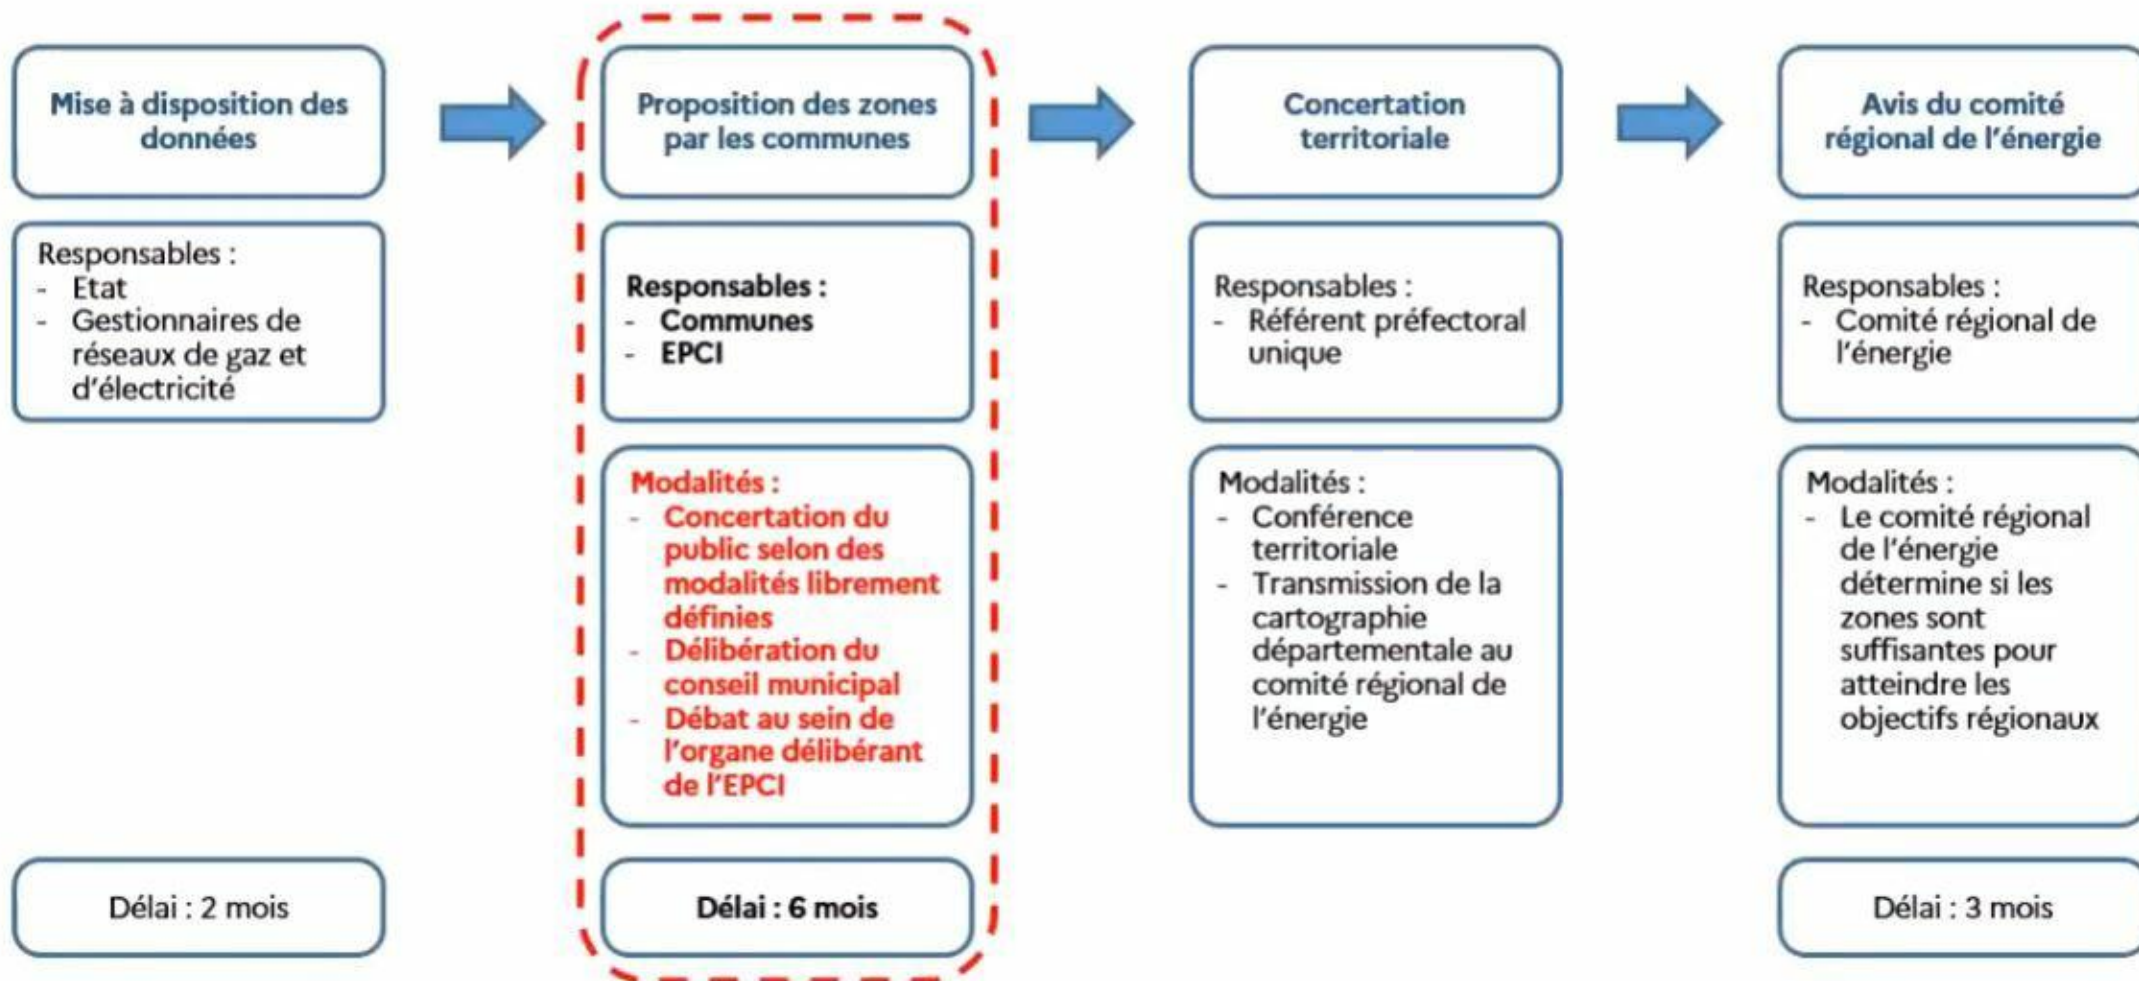 Mise à disposition des
données
Responsables :
- Etat
- Gestionnaires de
réseaux de gaz et
d'électricité
Délai : 2 mois
Proposition des zones
par les communes
Responsables :
- Communes
- EPCI
Modalités :
- Concertation du
public selon des
modalités librement
définies
- Délibération du
conseil municipal
- Débat au sein de
l'organe délibérant
de l'EPCI
Délai : 6 mois
Concertation
territoriale
Responsables :
- Référent préfectoral
unique
Modalités :
- Conférence
territoriale
- Transmission de la
cartographie
départementale au
comité régional de
l'énergie
Avis du comité
régional de l'énergie
Responsables :
- Comité régional de
l'énergie
Modalités :
- Le comité régional
de l'énergie
détermine si les
zones sont
suffisantes pour
atteindre les
objectifs régionaux
Délai : 3 mois